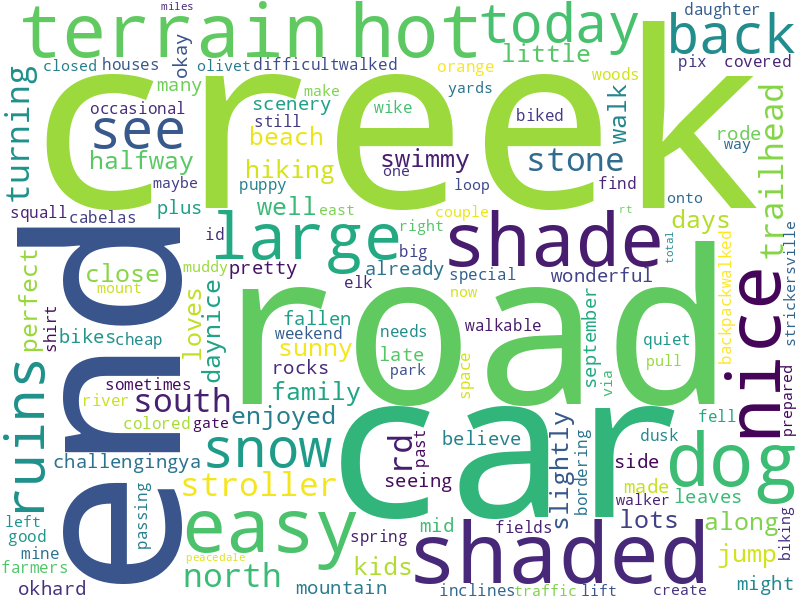 miles
daughter
terrain
hot
today
back
okay
pix
covered
closed
houses
olivet
difficultwalked
little
orange
woods
creek
many
make
yards
occasional
scenery
wike
biked
walk
rode
trailhead
turning
see
still
beach
swimmy
stone
way
halfway
hiking
one
loop
find
maybe
puppy
onto
squall
cabelas
plus
well
east
couple
rt
days
id
large
right
shade
big
muddy
pretty
already
special
wonderful
total
perfect
close
elk
now
shirt
mount
loves
daynice
fallen
needs
walkable
september
quiet
backpackwalked
strickersville
nice
end
bikes
cheap
weekend
road
sunny
late
pull
park
space
via
rocks
sometimes
family
river
south
prepared
ruins
colored
gate
enjoyed
car
fell
snow
rd
past
believe
slightly
bordering
dusk
dog
challengingya
side
stroller
seeing
walker
made
leaves
passing
easy
mid
fields
lots
along
left
good
spring
shaded
jump
biking
mine
farmers
peacedale
north
kids
might
okhard
mountain
inclines
traffic
lift
create